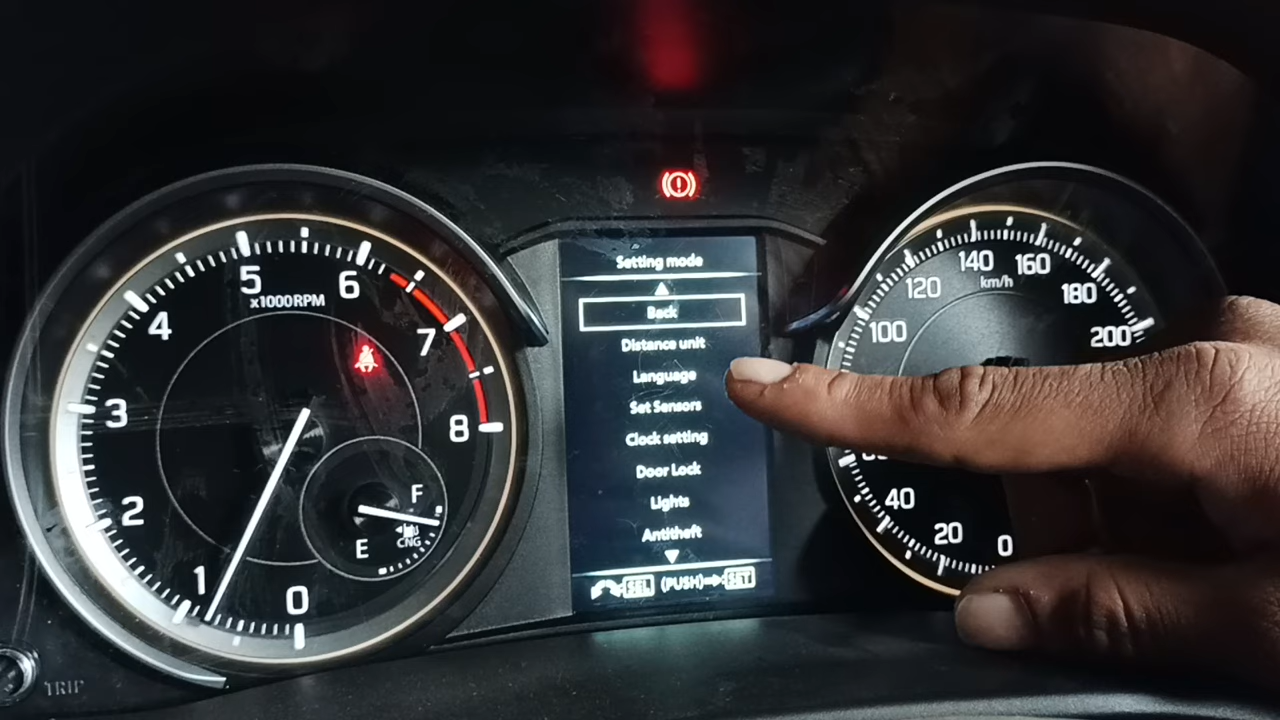 5
6
x1000RPM
4
7
3
8
2
F
CNG
E
1
0
TRIP
Setting mode
Back
Distance unit
Language
Set Sensors
Clock setting
Door Lock
Lights
Antitheft
SEL (PUSH) SET
140
160
km/h
120
180
100
200
40
20
0